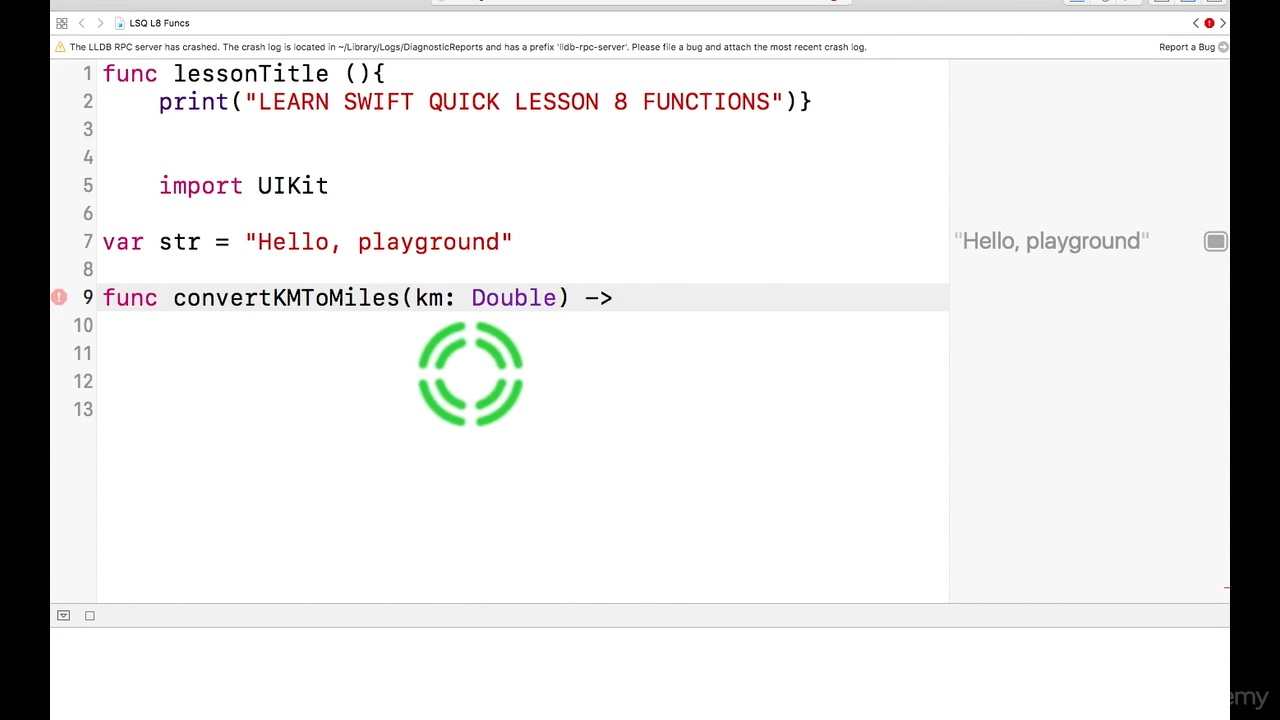 LSQ L8 Funcs
The LLDB RPC server has crashed. The crash log is located in ~/Library/Logs/DiagnosticReports and has a prefix 'lldb-rpc-server'. Please file a bug and attach the most recent crash log. Report a Bug
1 func lessonTitle (){
2 print("LEARN SWIFT QUICK LESSON 8 FUNCTIONS")}
3
4
5 import UIKit
6
7 var str = "Hello, playground" "Hello, playground"
8
9 func convertKMToMiles(km: Double) ->
10
11
12
13